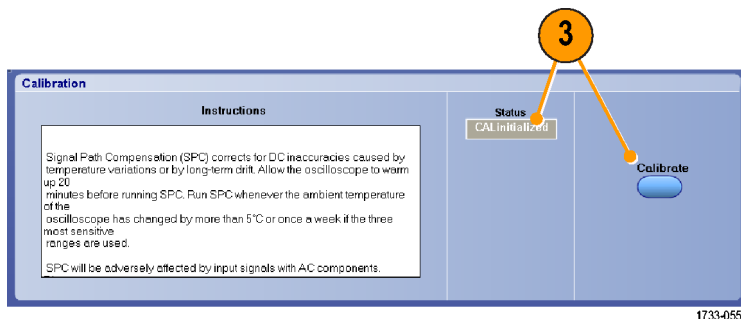 3
Calibration
Instructions
Status
CALinitialized
Calibrate
Signal Path Compensation (SPC) corrects for DC inaccuracies caused by
temperature variations or by long-term drift. Allow the oscilloscope to warm
up 20
minutes before running SPC. Run SPC whenever the ambient temperature
of the
oscilloscope has changed by more than 5°C or once a week if the three
most sensitive
ranges are used.
SPC will be adversely affected by input signals with AC components.
1733-055